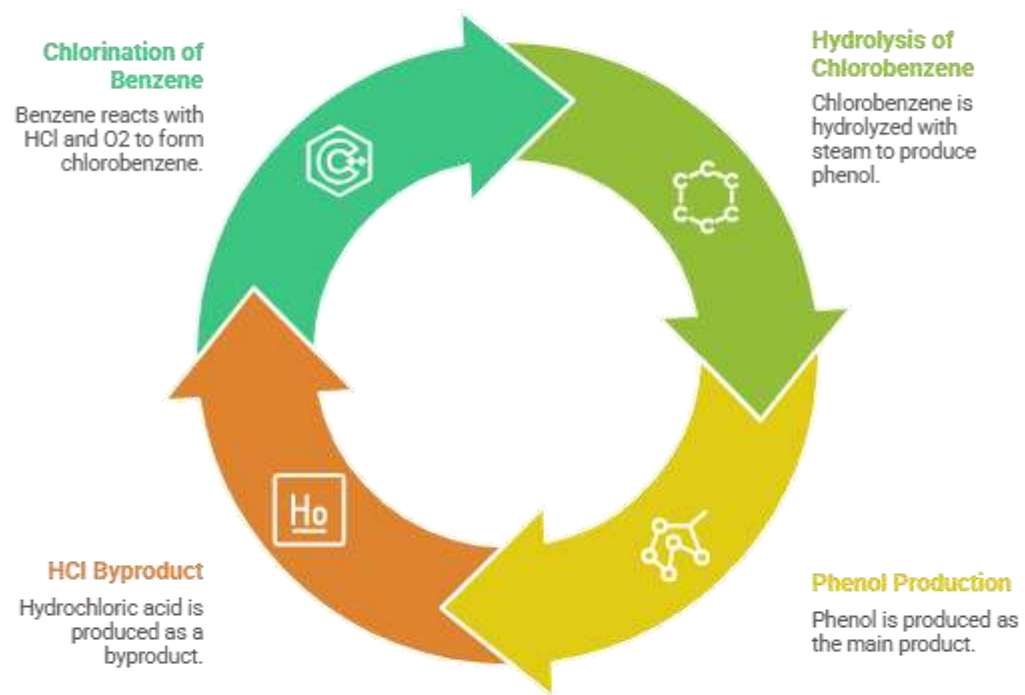 Chlorination of
Benzene
Benzene reacts with
HCl and O2 to form
chlorobenzene.
Hydrolysis of
Chlorobenzene
Chlorobenzene is
hydrolyzed with
steam to produce
phenol.
C++
C C C
C C C
Ho
HCl Byproduct
Hydrochloric acid is
produced as a
byproduct.
Phenol Production
Phenol is produced as
the main product.